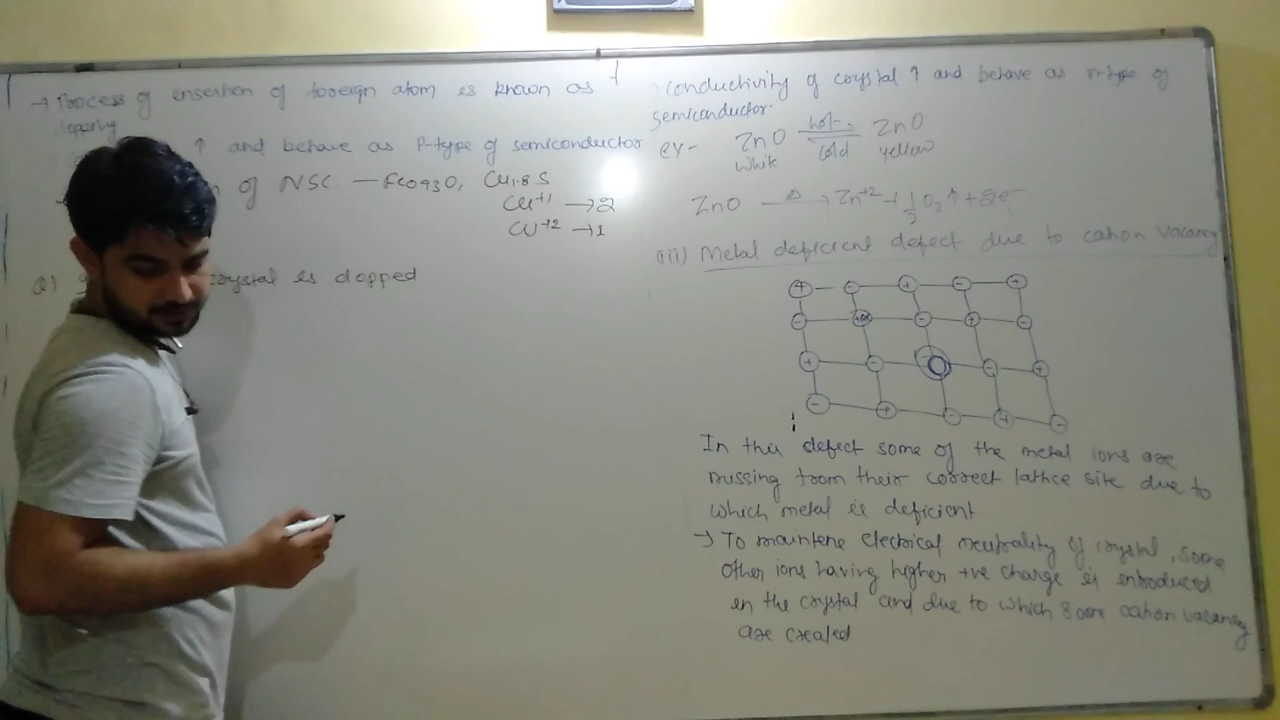 → Process of insertion of foreign atom is known as
doping
↑ and behave as P-type of semiconductor
of NSC. — Fe0.93O, Cu1.8S
Cu+1 → 2
Cu+2 → 1
Q) crystal is dopped
conductivity of crystal ↑ and behave as n-type of
semiconductor.
ex- ZnO hot cold ZnO
white yellow
ZnO Δ → Zn+2 + 1/2 O2 ↑ + 2e-
(iii) Metal deficient defect due to cation vacancy
+ - + - +
- +2 - + -
+ - - +
- + - + -
In this defect some of the metal ions are
missing from their correct lattice site due to
which metal is deficient
→ To maintene electrical neutrality of crystal, some
other ions having higher +ve charge is introduced
in the crystal and due to which some cation vacancy
are created